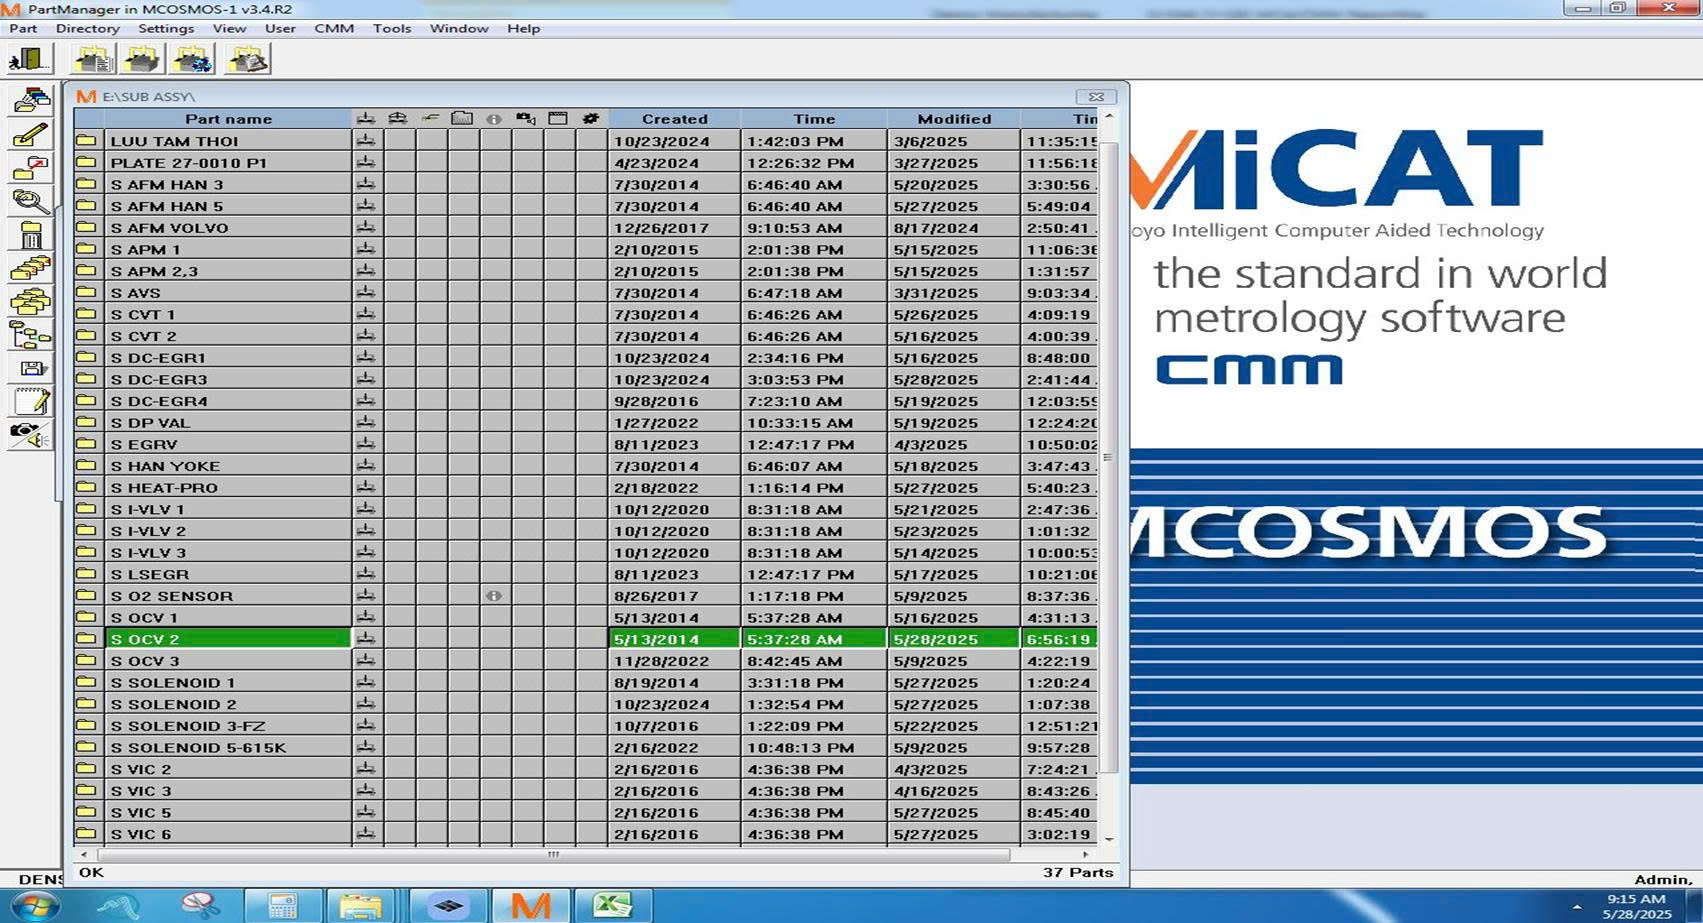 PartManager in MCOSMOS-1 v3.4.R2
Part Directory Settings View User CMM Tools Window Help
E:\SUB ASSY\
Part name Created Time Modified Tim
LUU TAM THOI 10/23/2024 1:42:03 PM 3/6/2025 11:35:15
PLATE 27-0010 P1 4/23/2024 12:26:32 PM 3/27/2025 11:56:18
S AFM HAN 3 7/30/2014 6:46:40 AM 5/20/2025 3:30:56
S AFM HAN 5 7/30/2014 6:46:40 AM 5/27/2025 5:49:04
S AFM VOLVO 12/26/2017 9:10:53 AM 8/17/2024 2:50:41
S APM 1 2/10/2015 2:01:38 PM 5/15/2025 11:06:36
S APM 2,3 2/10/2015 2:01:38 PM 5/15/2025 1:31:57
S AVS 7/30/2014 6:47:18 AM 3/31/2025 9:03:34
S CVT 1 7/30/2014 6:46:26 AM 5/26/2025 4:09:19
S CVT 2 7/30/2014 6:46:26 AM 5/16/2025 4:00:39
S DC-EGR1 10/23/2024 2:34:16 PM 5/16/2025 8:48:00
S DC-EGR3 10/23/2024 3:03:53 PM 5/28/2025 2:41:44
S DC-EGR4 9/28/2016 7:23:10 AM 5/19/2025 12:03:59
S DP VAL 1/27/2022 10:33:15 AM 5/19/2025 12:24:20
S EGRV 8/11/2023 12:47:17 PM 4/3/2025 10:50:02
S HAN YOKE 7/30/2014 6:46:07 AM 5/18/2025 3:47:43
S HEAT-PRO 2/18/2022 1:16:14 PM 5/27/2025 5:40:23
S I-VLV 1 10/12/2020 8:31:18 AM 5/21/2025 2:47:36
S I-VLV 2 10/12/2020 8:31:18 AM 5/23/2025 1:01:32
S I-VLV 3 10/12/2020 8:31:18 AM 5/14/2025 10:00:53
S LSEGR 8/11/2023 12:47:17 PM 5/17/2025 10:21:06
S O2 SENSOR 8/26/2017 1:17:18 PM 5/9/2025 8:37:36
S OCV 1 5/13/2014 5:37:28 AM 5/16/2025 4:31:13
S OCV 2 5/13/2014 5:37:28 AM 5/28/2025 6:56:19
S OCV 3 11/28/2022 8:42:45 AM 5/9/2025 4:22:19
S SOLENOID 1 8/19/2014 3:31:18 PM 5/27/2025 1:20:24
S SOLENOID 2 10/23/2024 1:32:54 PM 5/27/2025 1:07:38
S SOLENOID 3-FZ 10/7/2016 1:22:09 PM 5/22/2025 12:51:21
S SOLENOID 5-615K 2/16/2022 10:48:13 PM 5/9/2025 9:57:28
S VIC 2 2/16/2016 4:36:38 PM 4/3/2025 7:24:21
S VIC 3 2/16/2016 4:36:38 PM 4/16/2025 8:43:26
S VIC 5 2/16/2016 4:36:38 PM 5/27/2025 8:45:40
S VIC 6 2/16/2016 4:36:38 PM 5/27/2025 3:02:19
OK 37 Parts
MiCAT
oyo Intelligent Computer Aided Technology
the standard in world
metrology software
cmm
MCOSMOS
DENS Admin,
9:15 AM
5/28/2025